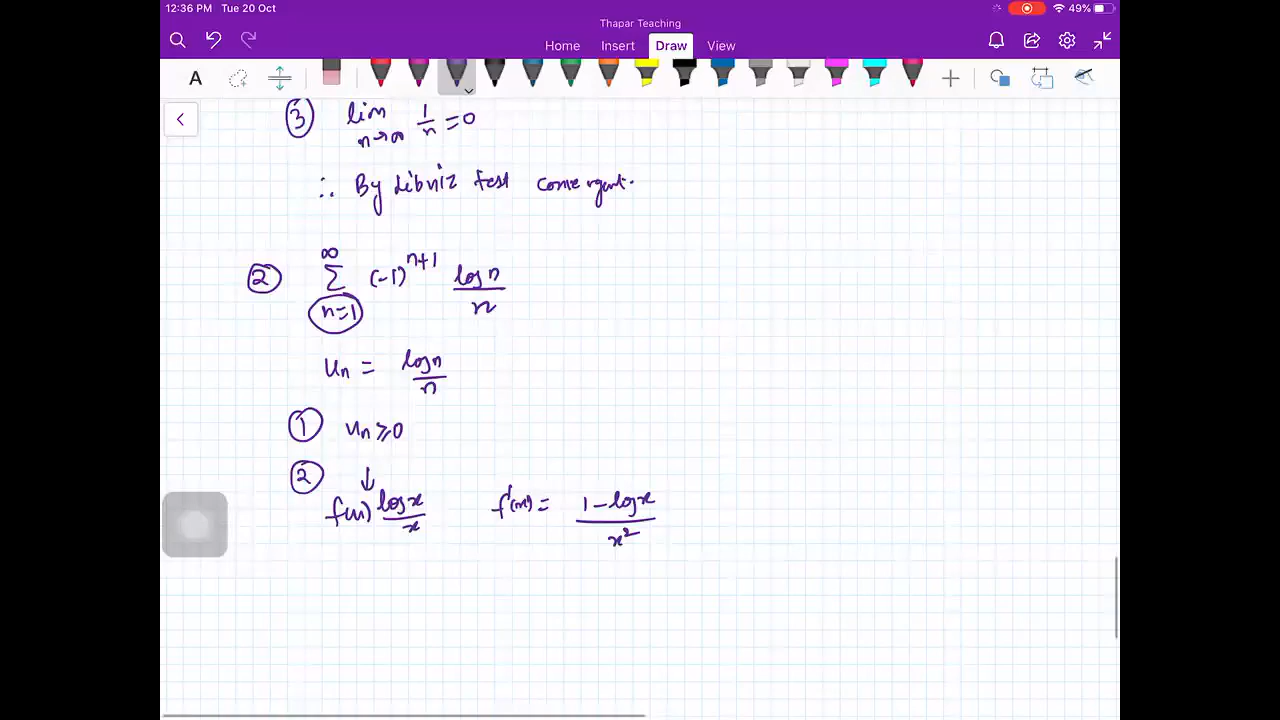 12:36 PM Tue 20 Oct
49%
Thapar Teaching
Home Insert Draw View
A
③ lim n→∞ 1/n = 0
∴ By Libniz test convergent.
② ∞ Σ n=1 (-1)^n+1 log n / n
un = log n / n
① un ≥ 0
② ↓
f(x) log x / x f'(x) = 1 - log x / x²